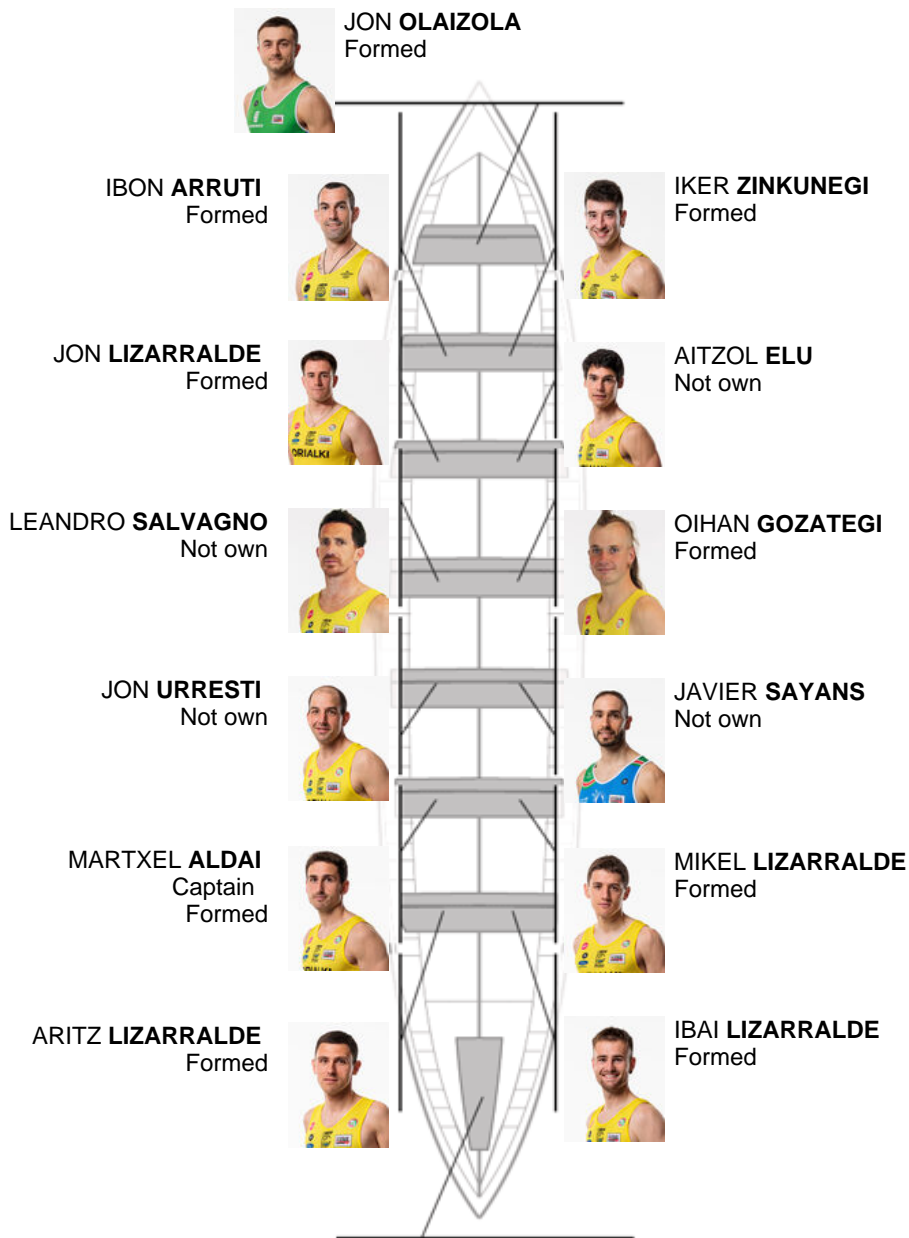 JON OLAIZOLA
Formed
IBON ARRUTI
Formed
IKER ZINKUNEGI
Formed
JON LIZARRALDE
Formed
AITZOL ELU
Not own
LEANDRO SALVAGNO
Not own
OIHAN GOZATEGI
Formed
JON URRESTI
Not own
JAVIER SAYANS
Not own
MARTXEL ALDAI
Captain
Formed
MIKEL LIZARRALDE
Formed
ARITZ LIZARRALDE
Formed
IBAI LIZARRALDE
Formed